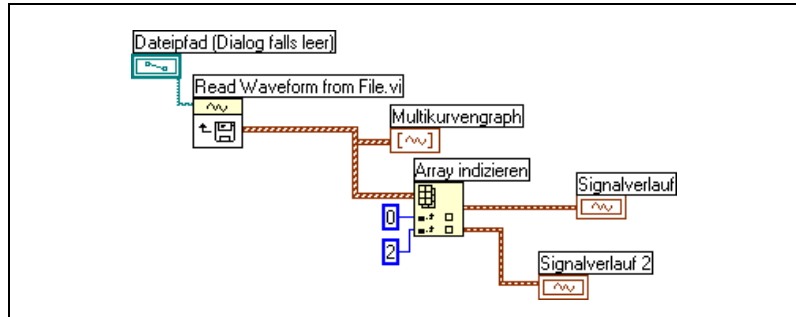 Dateipfad (Dialog falls leer)
Read Waveform from File.vi
Multikurvengraph
Array indizieren
Signalverlauf
0
2
Signalverlauf 2